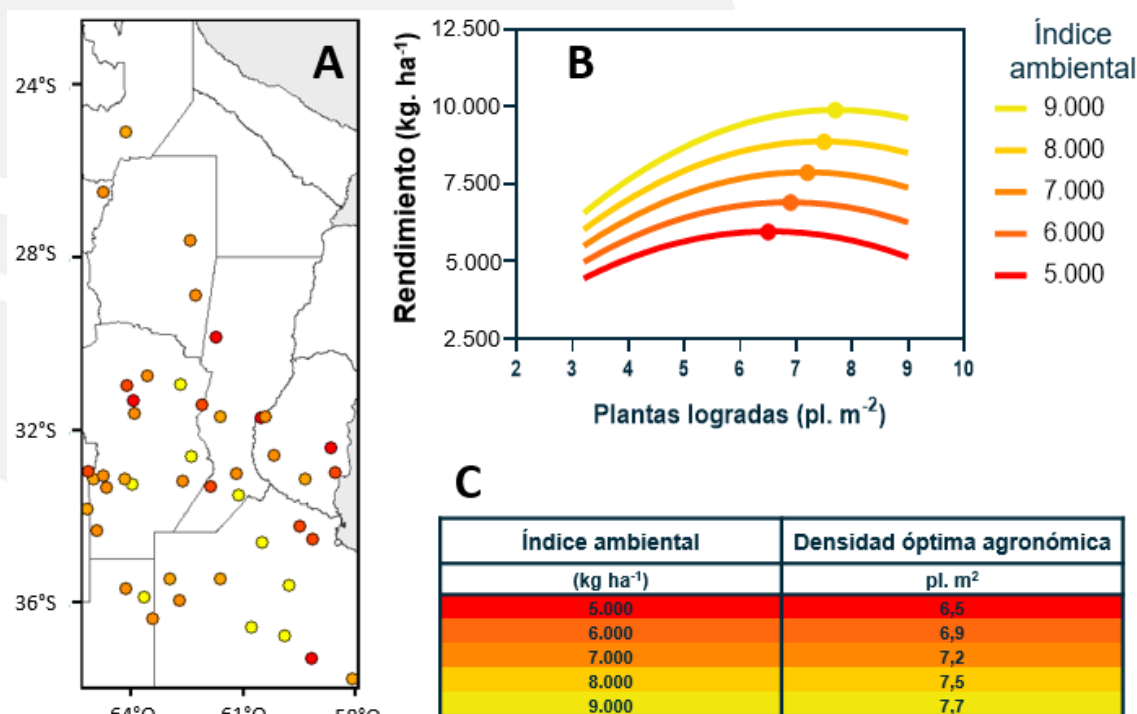 A
24°S
28°S
32°S
36°S
64°O
61°O
58°O
B
Rendimiento (kg. ha-1)
12.500
10.000
7.500
5.000
2.500
2 3 4 5 6 7 8 9 10
Plantas logradas (pl. m-2)
Índice
ambiental
9.000
8.000
7.000
6.000
5.000
C
Índice ambiental Densidad óptima agronómica
(kg ha-1) pl. m2
5.000 6,5
6.000 6,9
7.000 7,2
8.000 7,5
9.000 7,7